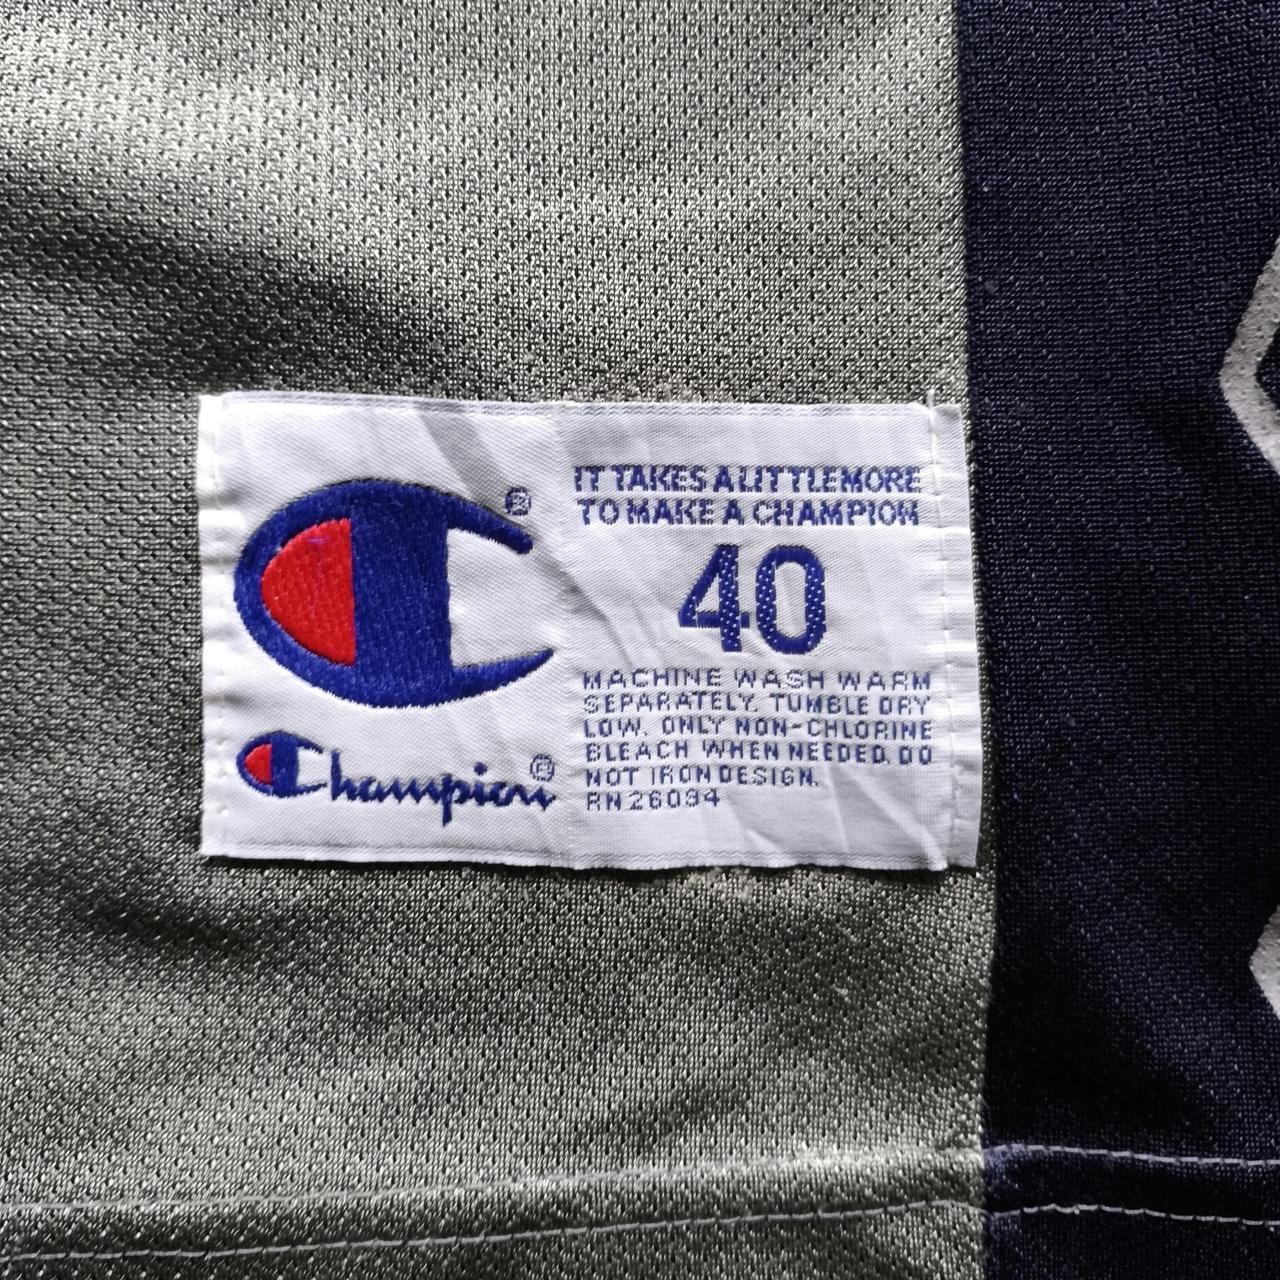 IT TAKES A LITTLE MORE
TO MAKE A CHAMPION
40
MACHINE WASH WARM
SEPARATELY. TUMBLE DRY
LOW. ONLY NON-CHLORINE
BLEACH WHEN NEEDED. DO
NOT IRON DESIGN.
RN 26094
®
Champion®